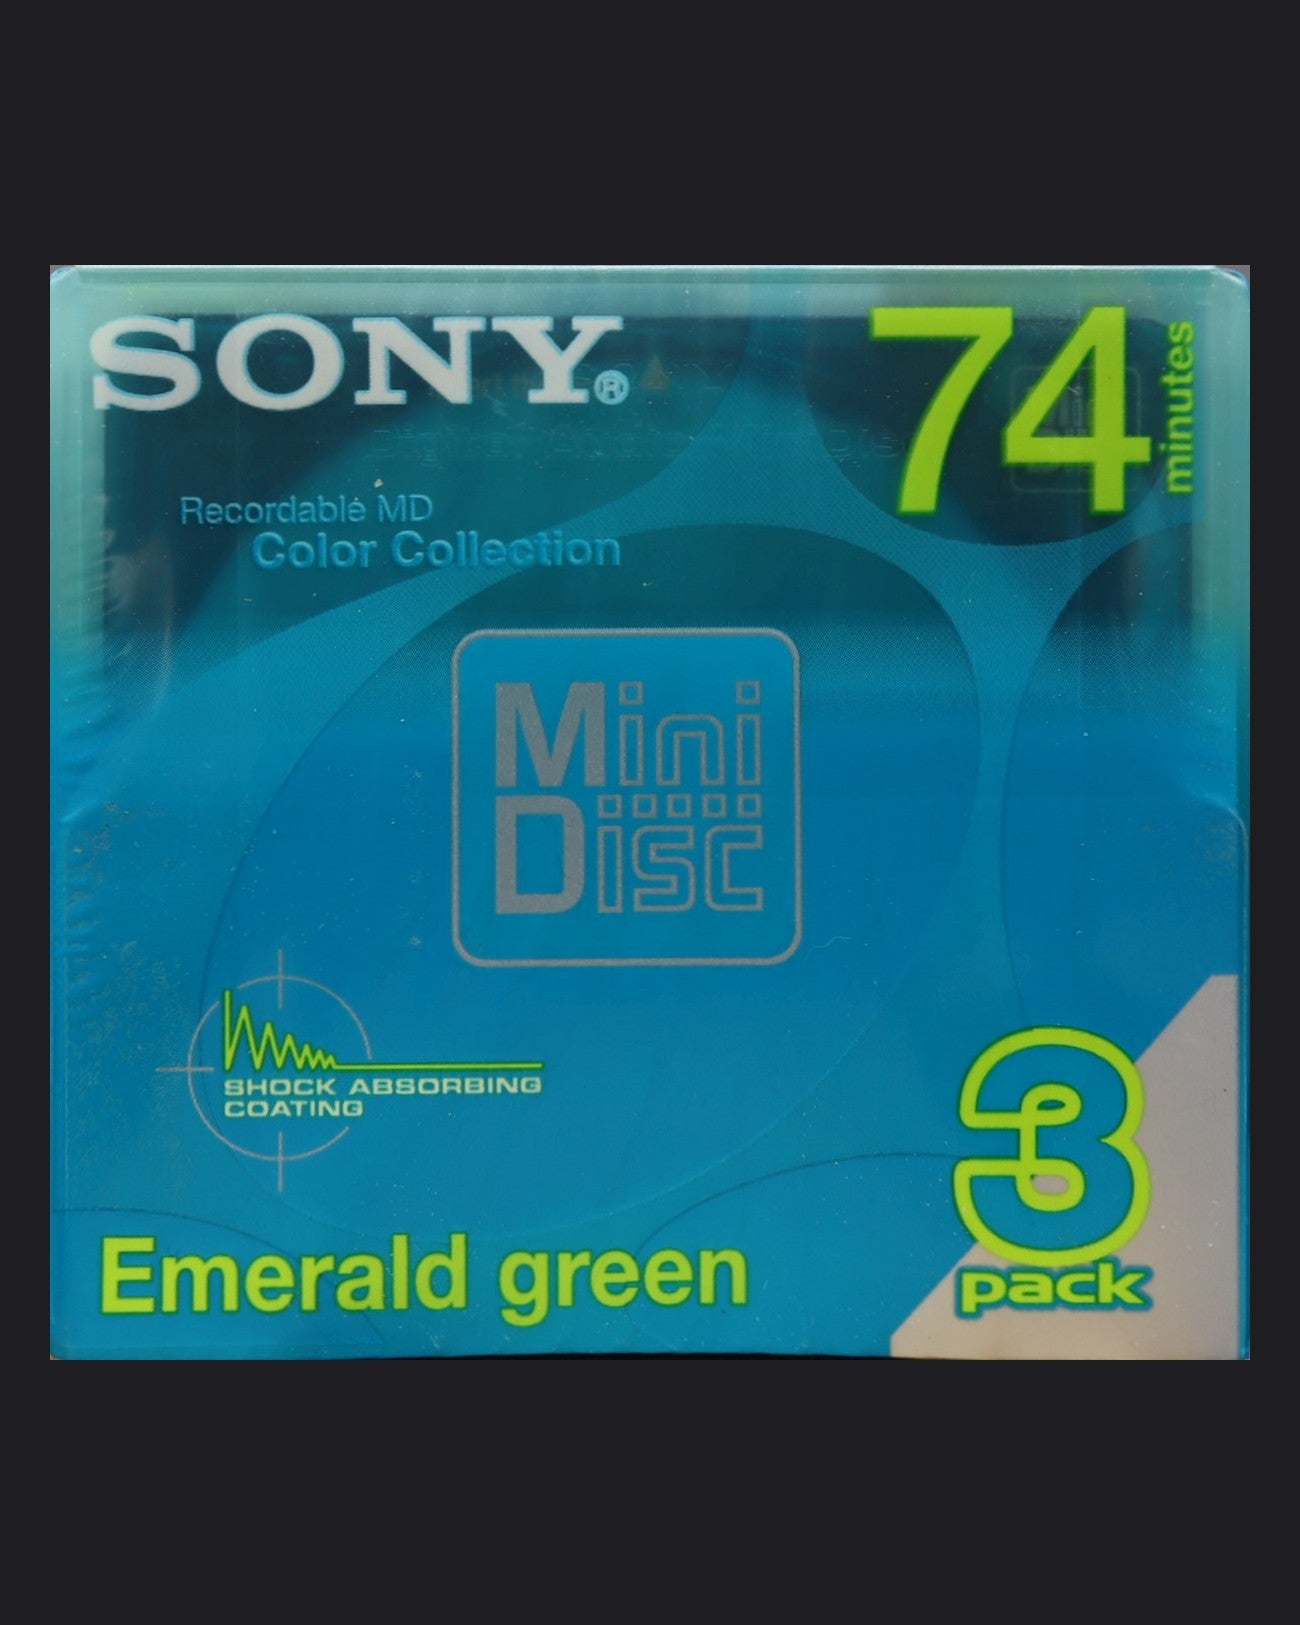 SONY®
74
minutes
Recordable MD
Color Collection
Mini
Disc
SHOCK ABSORBING
COATING
3
pack
Emerald green